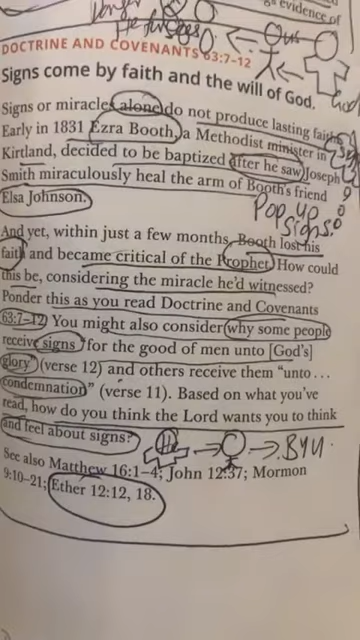 gs evidence of
Our
He
God
DOCTRINE AND COVENANTS 63:7–12
Signs come by faith and the will of God.
Signs or miracles alone do not produce lasting faith.
Early in 1831 Ezra Booth, a Methodist minister in
Kirtland, decided to be baptized after he saw Joseph
Smith miraculously heal the arm of Booth's friend
Elsa Johnson.
Pop up
signs
And yet, within just a few months, Booth lost his
faith and became critical of the Prophet. How could
this be, considering the miracle he'd witnessed?
Ponder this as you read Doctrine and Covenants
63:7–12. You might also consider why some people
receive signs "for the good of men unto [God's]
glory" (verse 12) and others receive them "unto …
condemnation" (verse 11). Based on what you've
read, how do you think the Lord wants you to think
and feel about signs?
He
BYU.
See also Matthew 16:1–4; John 12:37; Mormon
9:10–21; Ether 12:12, 18.